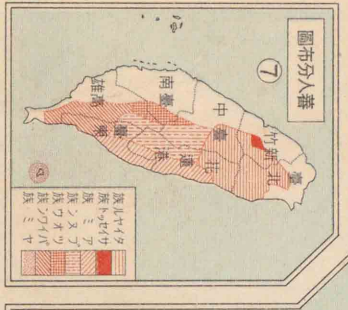 蕃人分布圖
⑦
臺北
新竹
臺中
臺南
高雄
臺東
花蓮港
タイヤル族
サイセット族
アミ族
ブヌン族
ツオウ族
パイワン族
ヤミ族